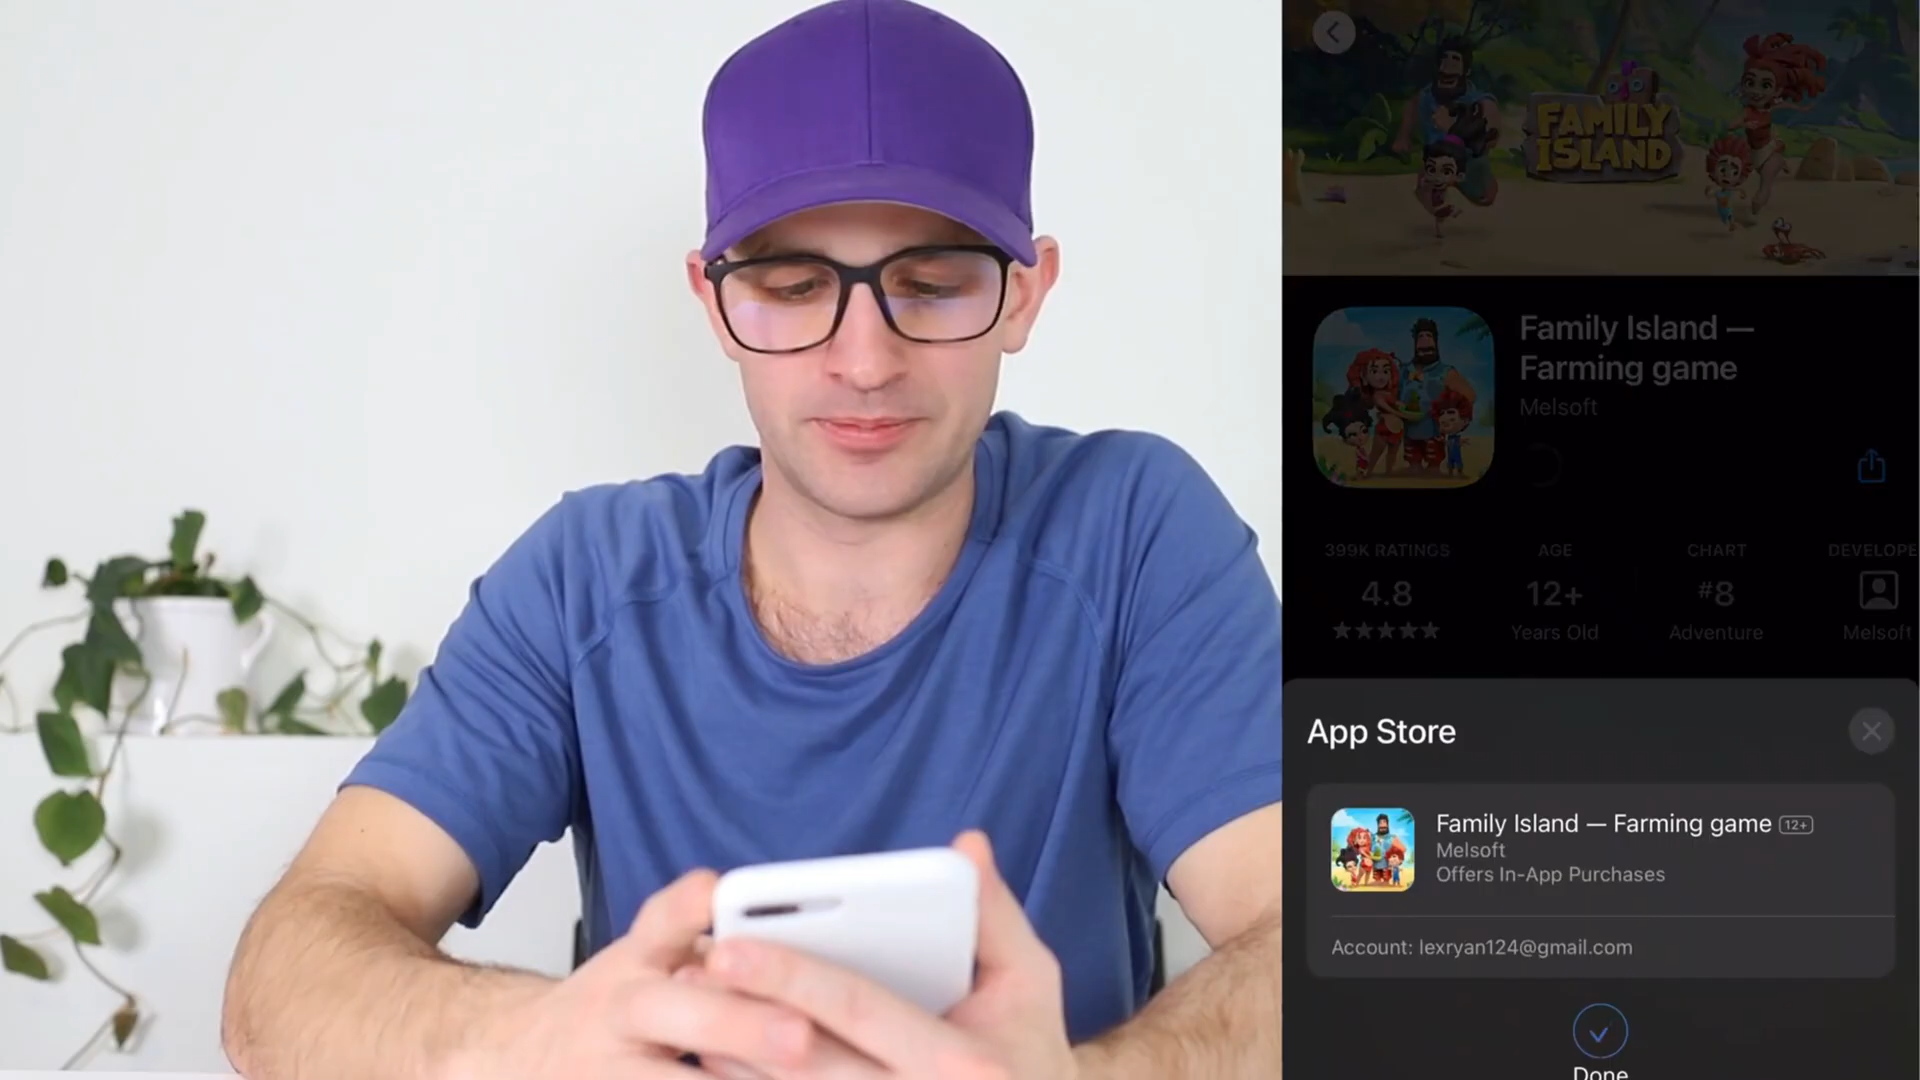 FAMILY
ISLAND
Family Island —
Farming game
Melsoft
399K RATINGS
4.8
★★★★★
AGE
12+
Years Old
CHART
#8
Adventure
DEVELOPE
Melsoft
App Store
Family Island — Farming game 12+
Melsoft
Offers In-App Purchases
Account: lexryan124@gmail.com
Done